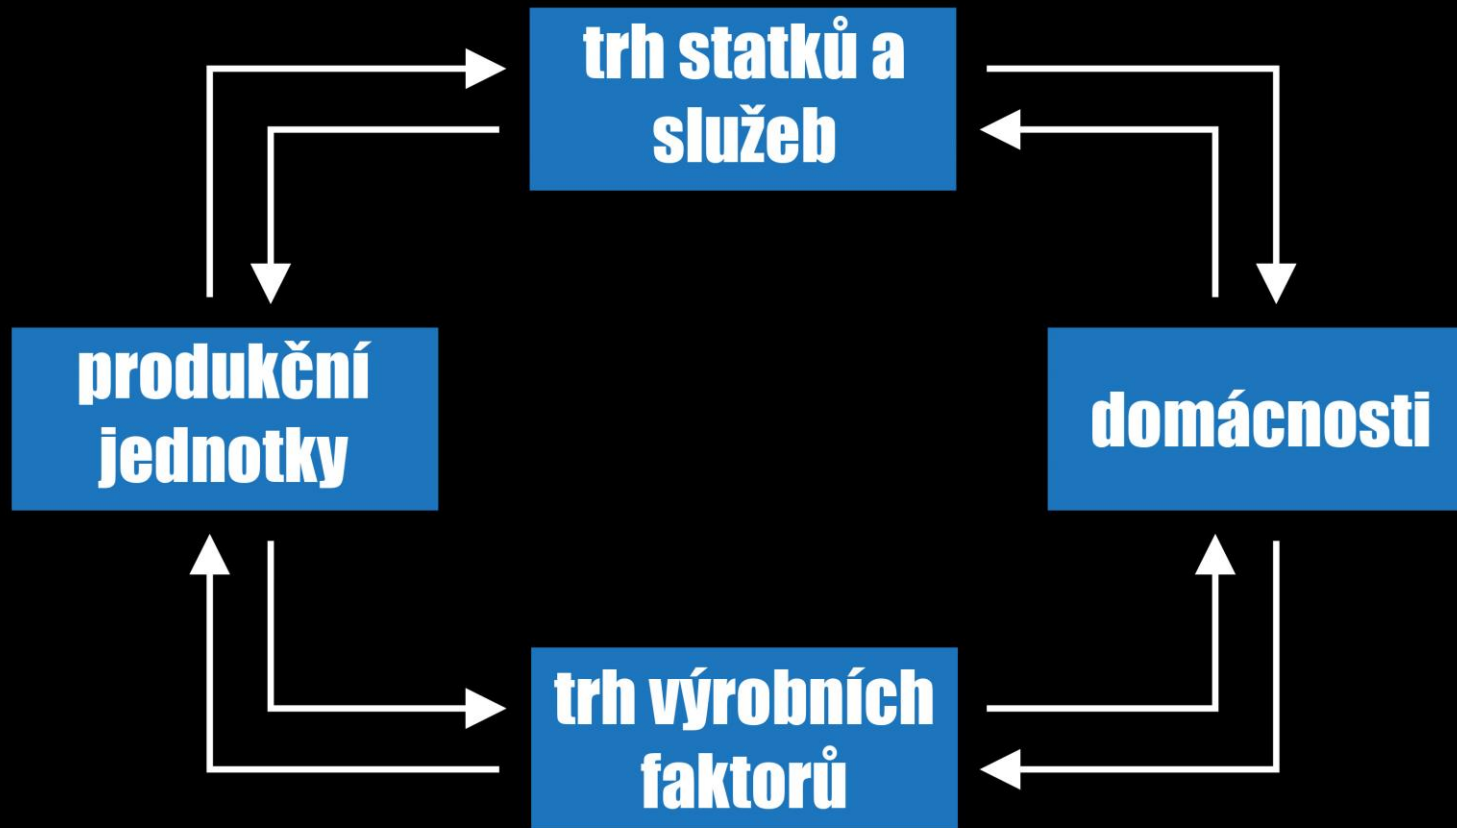 trh statků a
služeb
produkční
jednotky
domácnosti
trh výrobních
faktorů